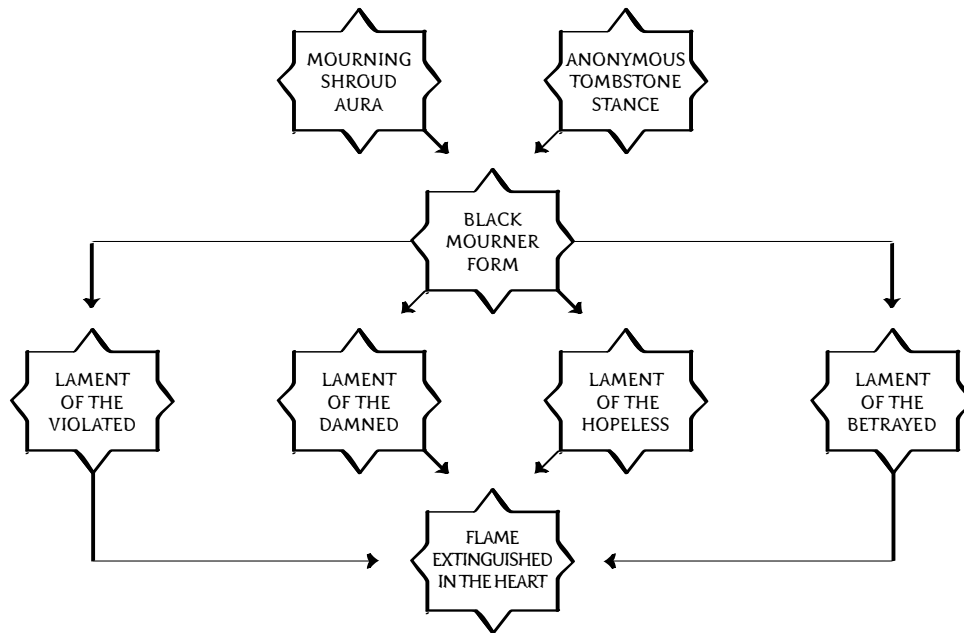 MOURNING
SHROUD
AURA
ANONYMOUS
TOMBSTONE
STANCE
BLACK
MOURNER
FORM
LAMENT
OF THE
VIOLATED
LAMENT
OF THE
DAMNED
LAMENT
OF THE
HOPELESS
LAMENT
OF THE
BETRAYED
FLAME
EXTINGUISHED
IN THE HEART